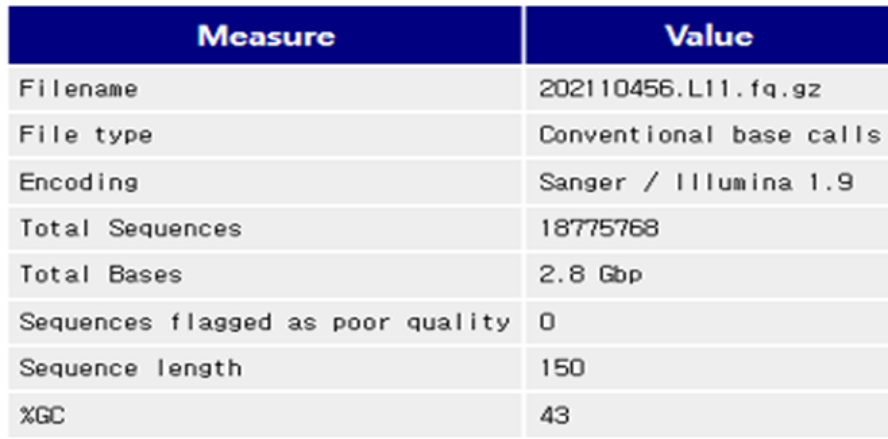 Measure Value
Filename 202110456.L11.fq.gz
File type Conventional base calls
Encoding Sanger / Illumina 1.9
Total Sequences 18775768
Total Bases 2.8 Gbp
Sequences flagged as poor quality 0
Sequence length 150
%GC 43